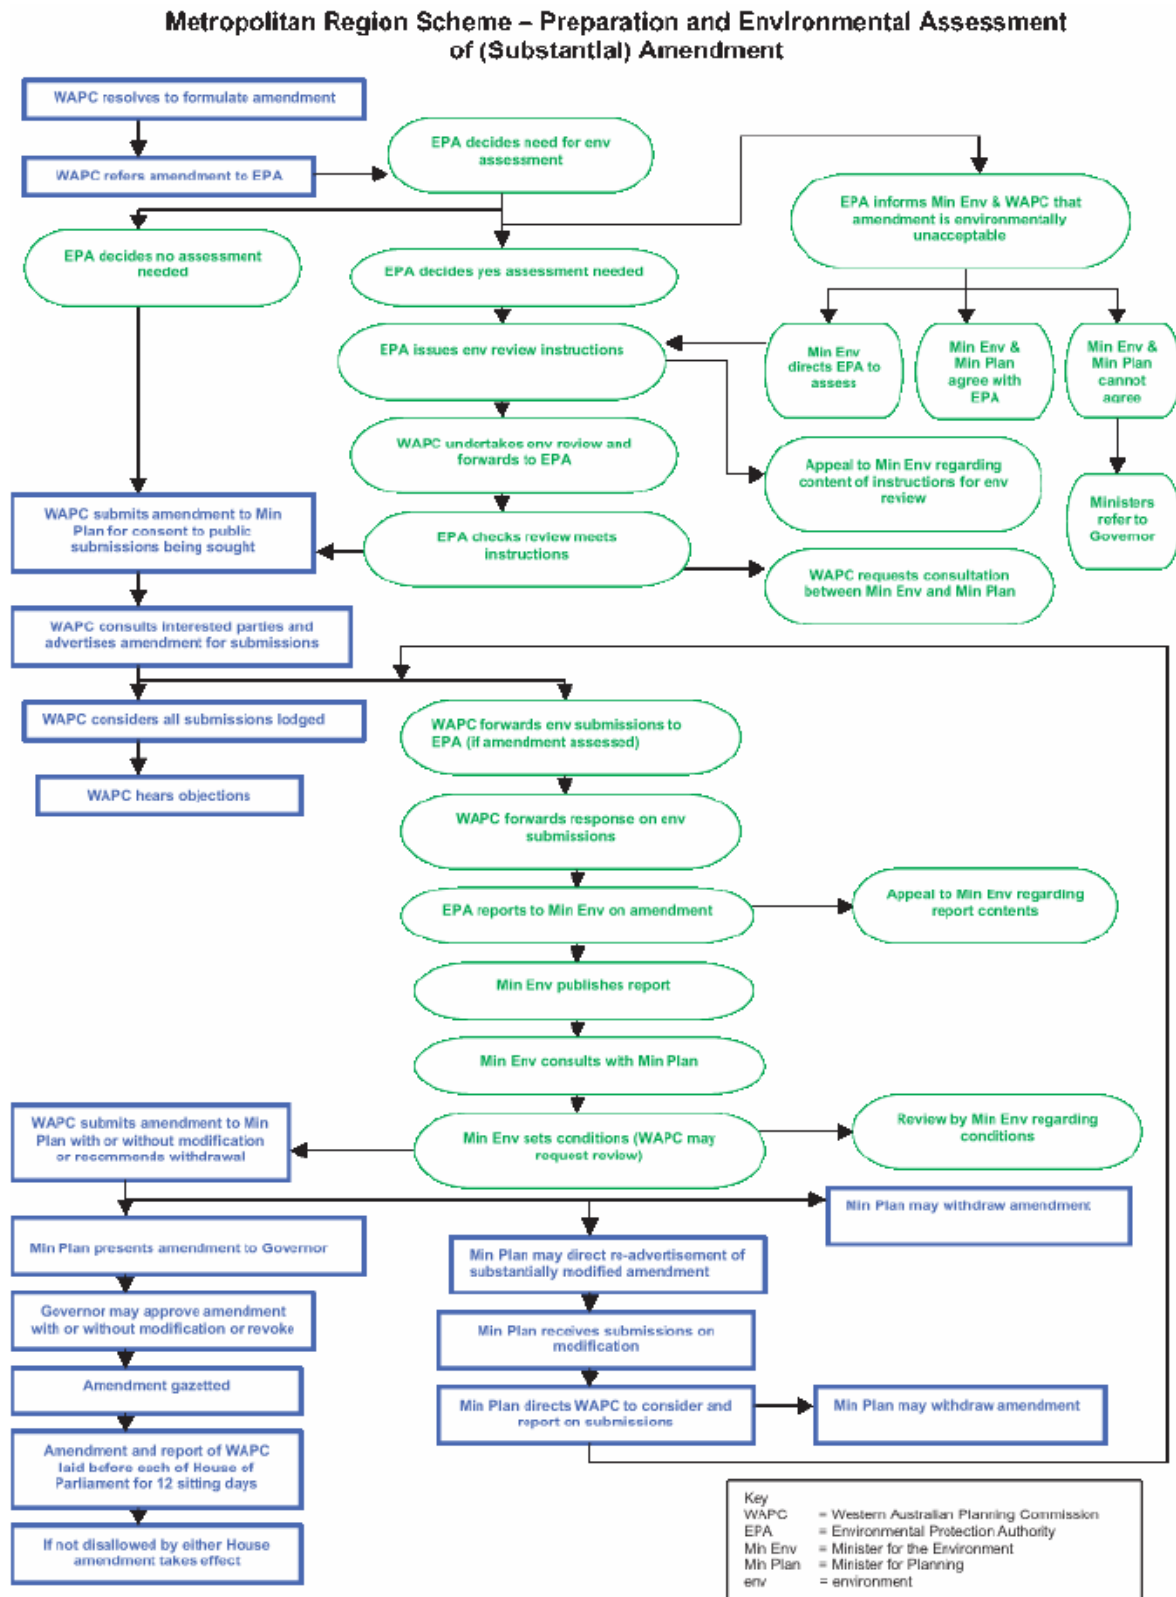 Metropolitan Region Scheme – Preparation and Environmental Assessment
of (Substantial) Amendment
WAPC resolves to formulate amendment
EPA decides need for env
assessment
WAPC refers amendment to EPA
EPA informs Min Env & WAPC that
amendment is environmentally
unacceptable
EPA decides no assessment
needed
EPA decides yes assessment needed
EPA issues env review instructions
Min Env
directs EPA to
assess
Min Env &
Min Plan
agree with
EPA
Min Env &
Min Plan
cannot
agree
WAPC undertakes env review and
forwards to EPA
Appeal to Min Env regarding
content of instructions for env
review
Ministers
refer to
Governor
WAPC submits amendment to Min
Plan for consent to public
submissions being sought
EPA checks review meets
instructions
WAPC requests consultation
between Min Env and Min Plan
WAPC consults interested parties and
advertises amendment for submissions
WAPC considers all submissions lodged
WAPC forwards env submissions to
EPA (if amendment assessed)
WAPC hears objections
WAPC forwards response on env
submissions
EPA reports to Min Env on amendment
Appeal to Min Env regarding
report contents
Min Env publishes report
Min Env consults with Min Plan
WAPC submits amendment to Min
Plan with or without modification
or recommends withdrawal
Min Env sets conditions (WAPC may
request review)
Review by Min Env regarding
conditions
Min Plan may withdraw amendment
Min Plan presents amendment to Governor
Min Plan may direct re-advertisement of
substantially modified amendment
Governor may approve amendment
with or without modification or revoke
Min Plan receives submissions on
modification
Amendment gazetted
Min Plan directs WAPC to consider and
report on submissions
Min Plan may withdraw amendment
Amendment and report of WAPC
laid before each of House of
Parliament for 12 sitting days
If not disallowed by either House
amendment takes effect
Key
WAPC = Western Australian Planning Commission
EPA = Environmental Protection Authority
Min Env = Minister for the Environment
Min Plan = Minister for Planning
env = environment